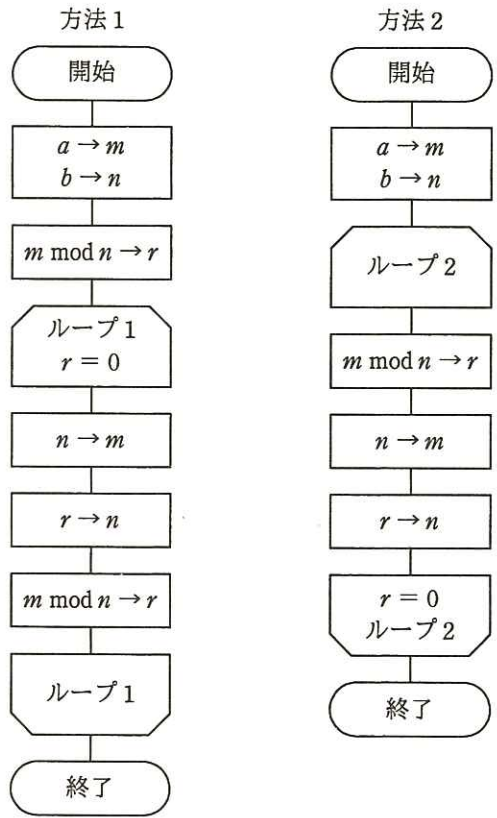 方法1
開始
a → m
b → n
m mod n → r
ループ1
r = 0
n → m
r → n
m mod n → r
ループ1
終了
方法2
開始
a → m
b → n
ループ2
m mod n → r
n → m
r → n
r = 0
ループ2
終了